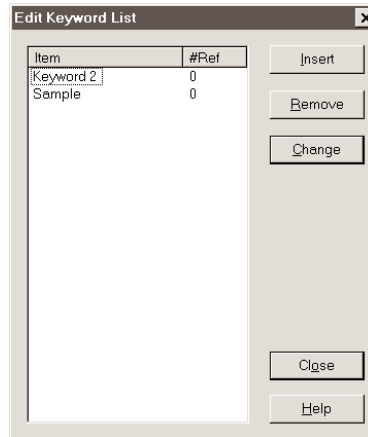 Edit Keyword List
Item #Ref
Keyword 2 0
Sample 0
Insert
Remove
Change
Close
Help